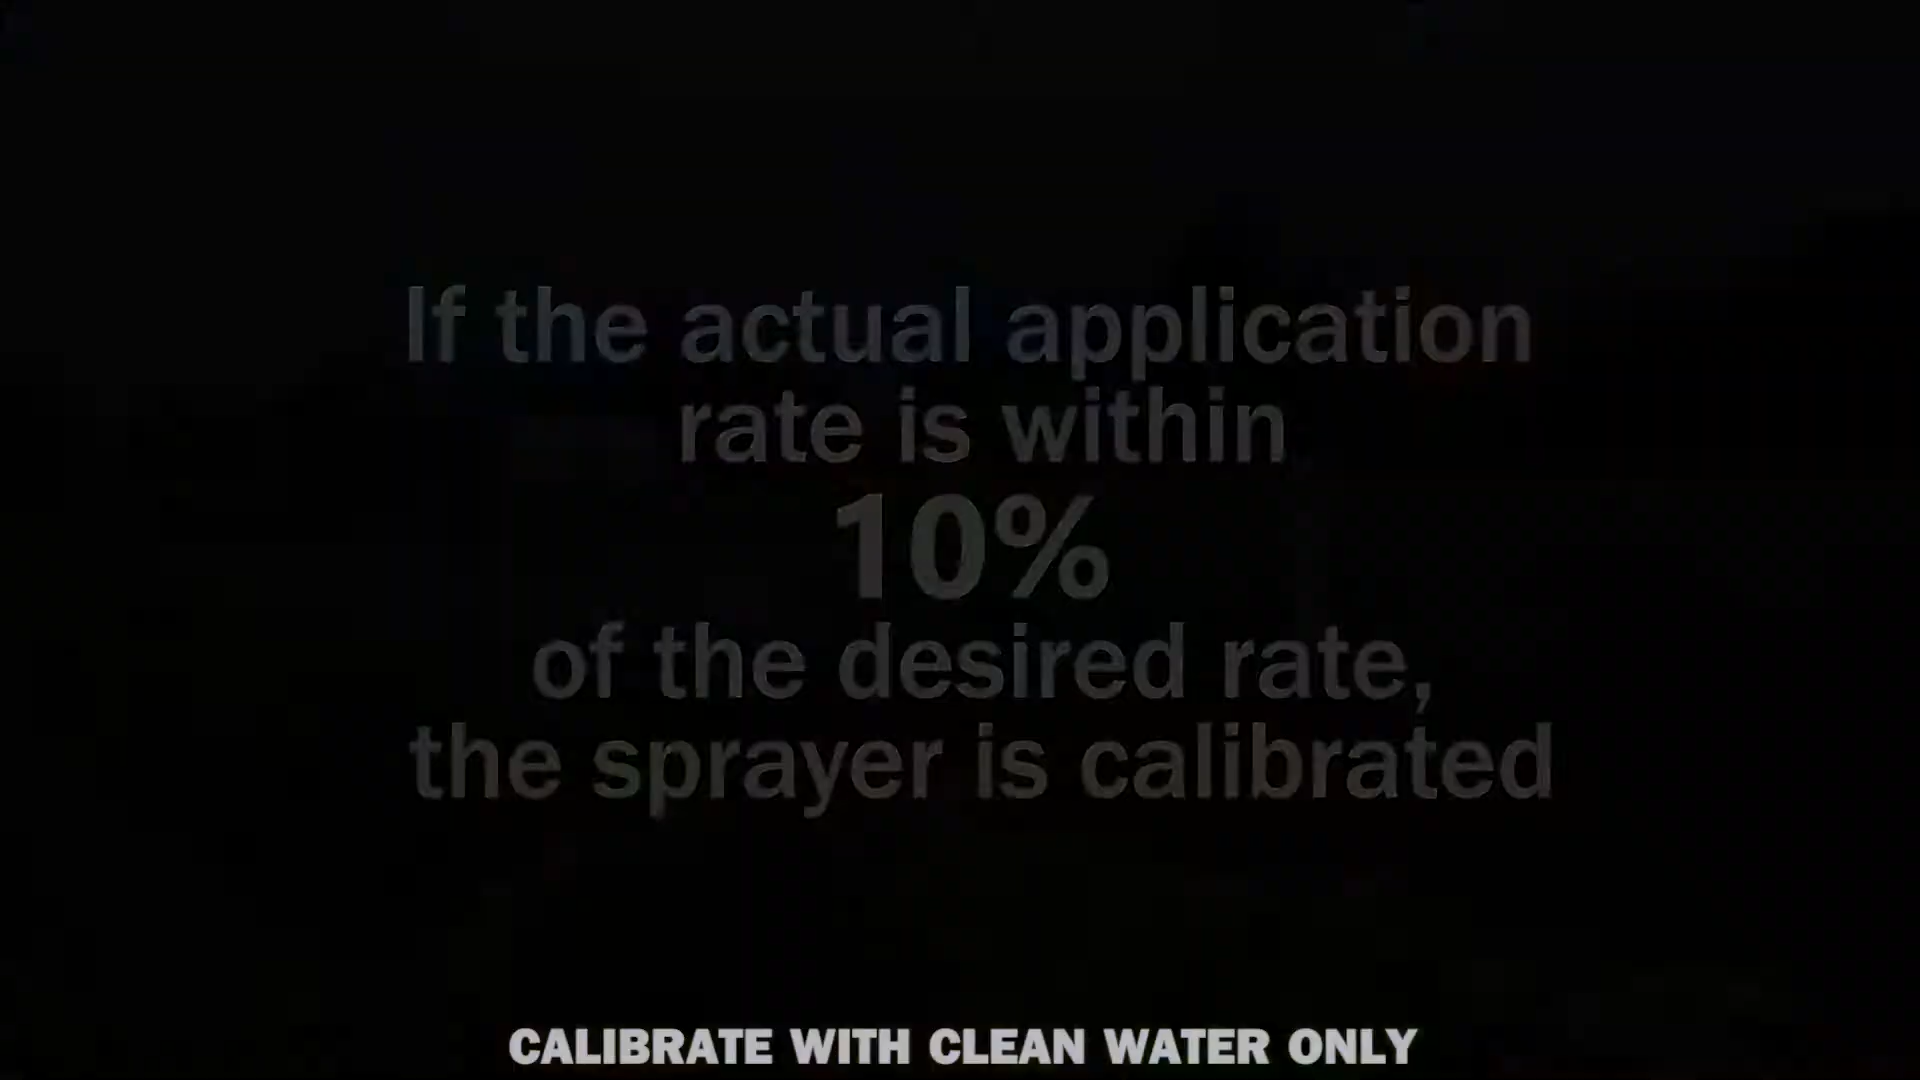 If the actual application
rate is within
10%
of the desired rate,
the sprayer is calibrated
CALIBRATE WITH CLEAN WATER ONLY